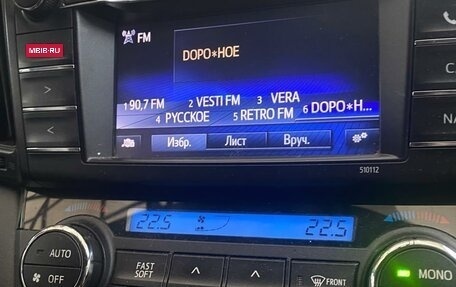 FM
MBIB·RU
DOPO*HOE
1 90,7 FM 2 VESTI FM 3 VERA
4 РУССКОЕ 5 RETRO FM 6 DOPO*H...
Избр. Лист Вруч.
510112
22.5 22.5
AUTO
OFF
FAST
SOFT
FRONT
MONO